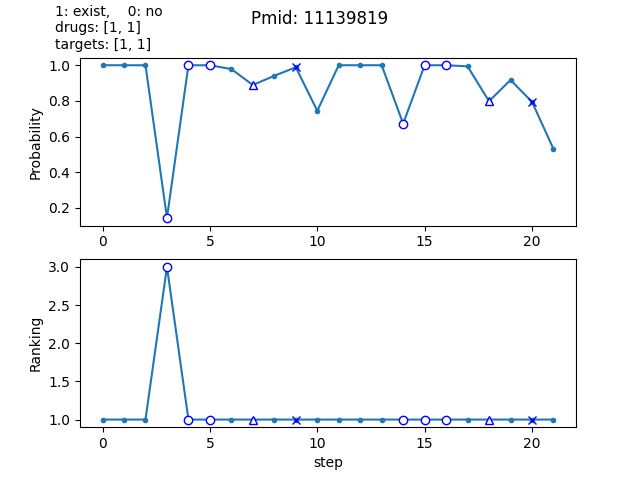 1: exist,    0: no
drugs: [1, 1]
targets: [1, 1]
Pmid: 11139819
Probability
1.0
0.8
0.6
0.4
0.2
0 5 10 15 20
Ranking
3.0
2.5
2.0
1.5
1.0
0 5 10 15 20
step